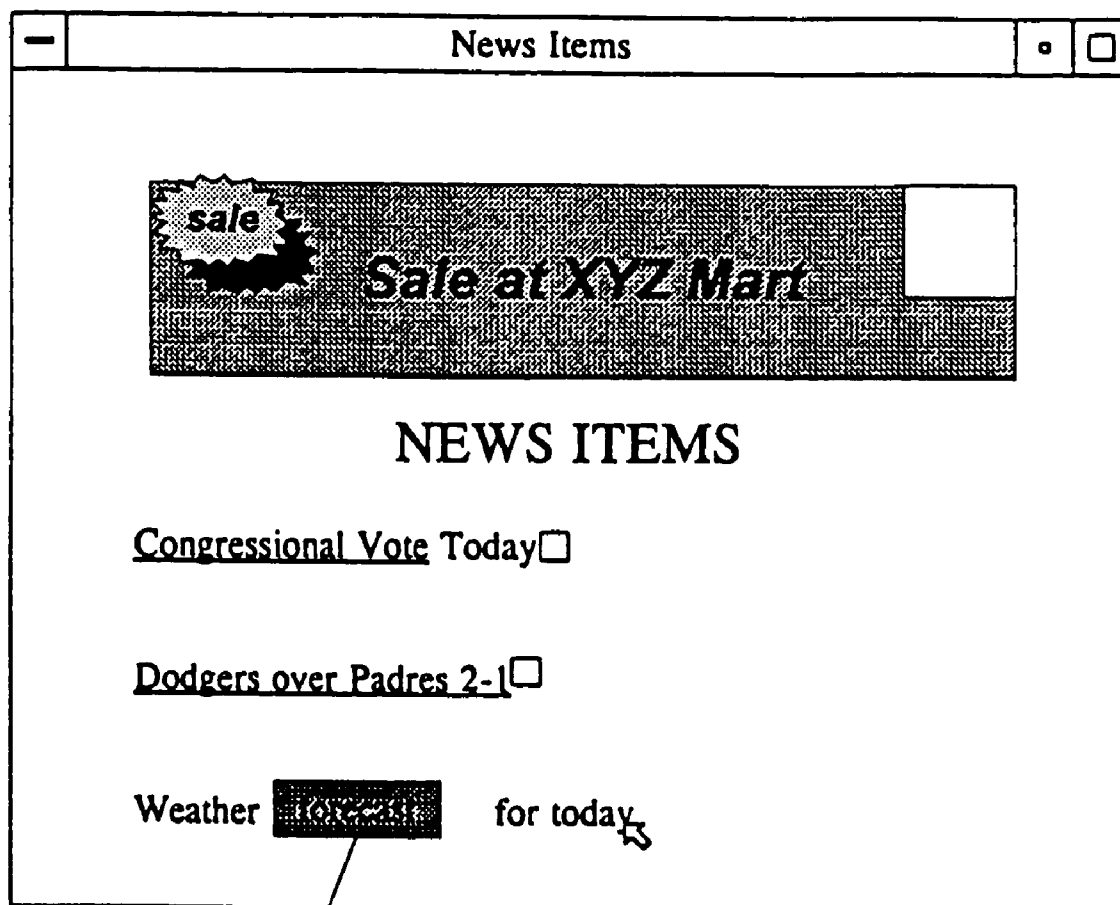 News Items
sale
Sale at XYZ Mart
NEWS ITEMS
Congressional Vote Today
Dodgers over Padres 2-1
Weather for today